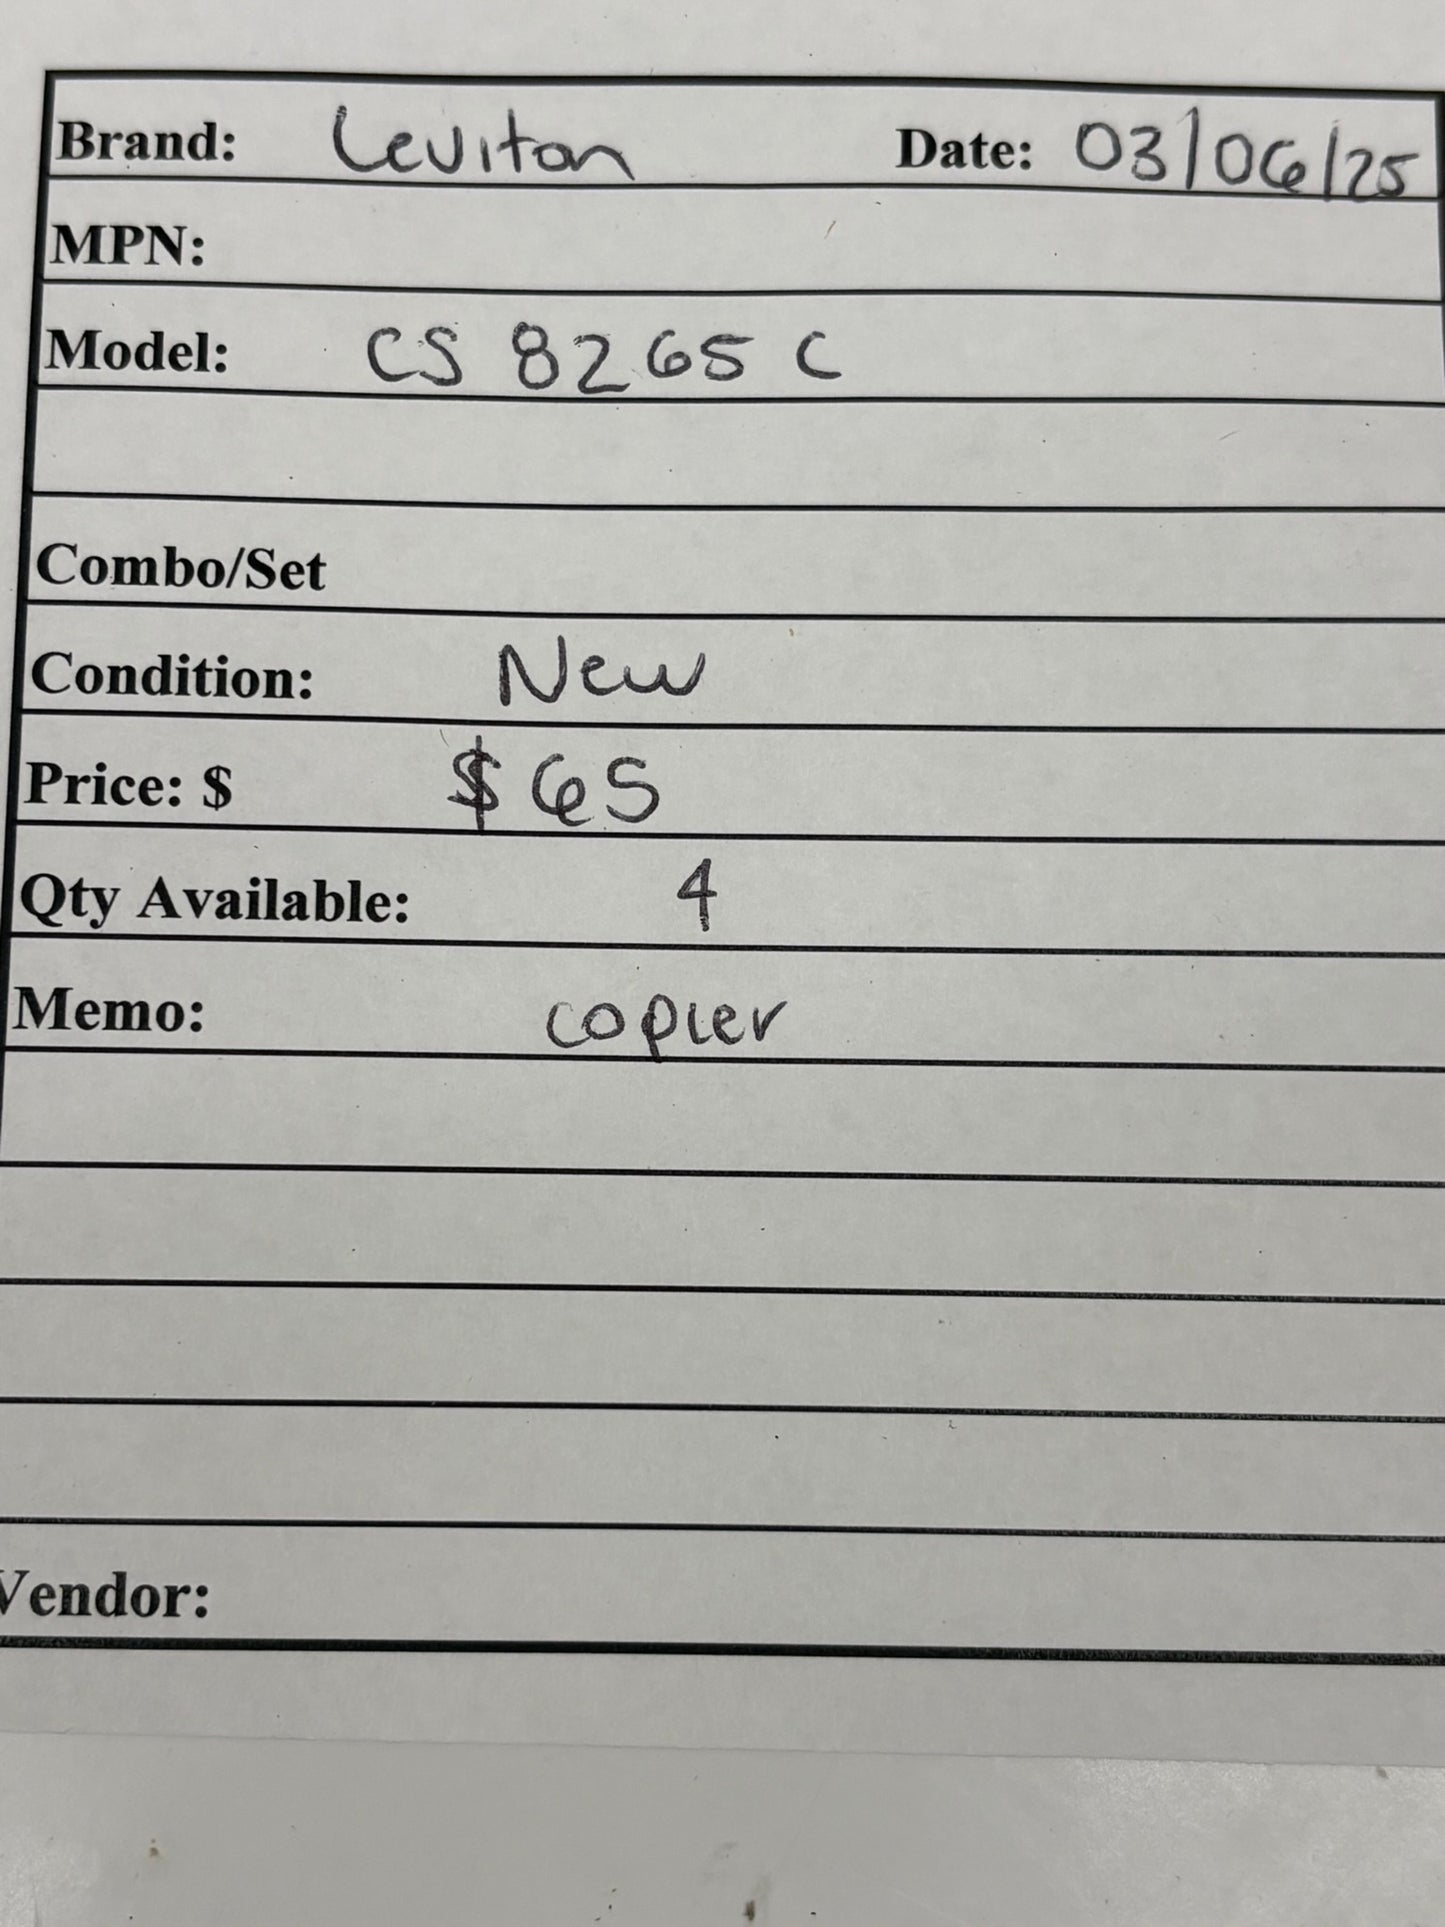 Brand: Leviton Date: 03/06/25
MPN:
Model: CS 8265 C
Combo/Set
Condition: New
Price: $ $65
Qty Available: 4
Memo: copier
Vendor: